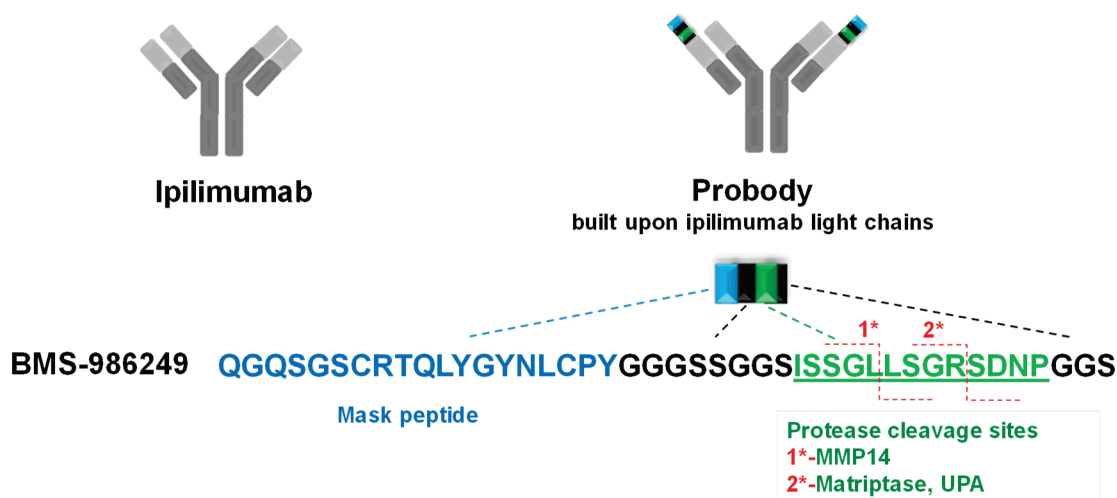 Ipilimumab
Probody
built upon ipilimumab light chains
1* 2*
BMS-986249 QGQSGSCRTQLYGYNLCPYGGGSSGGSISSGLLSGRSDNPGGS
Mask peptide
Protease cleavage sites
1*-MMP14
2*-Matriptase, UPA